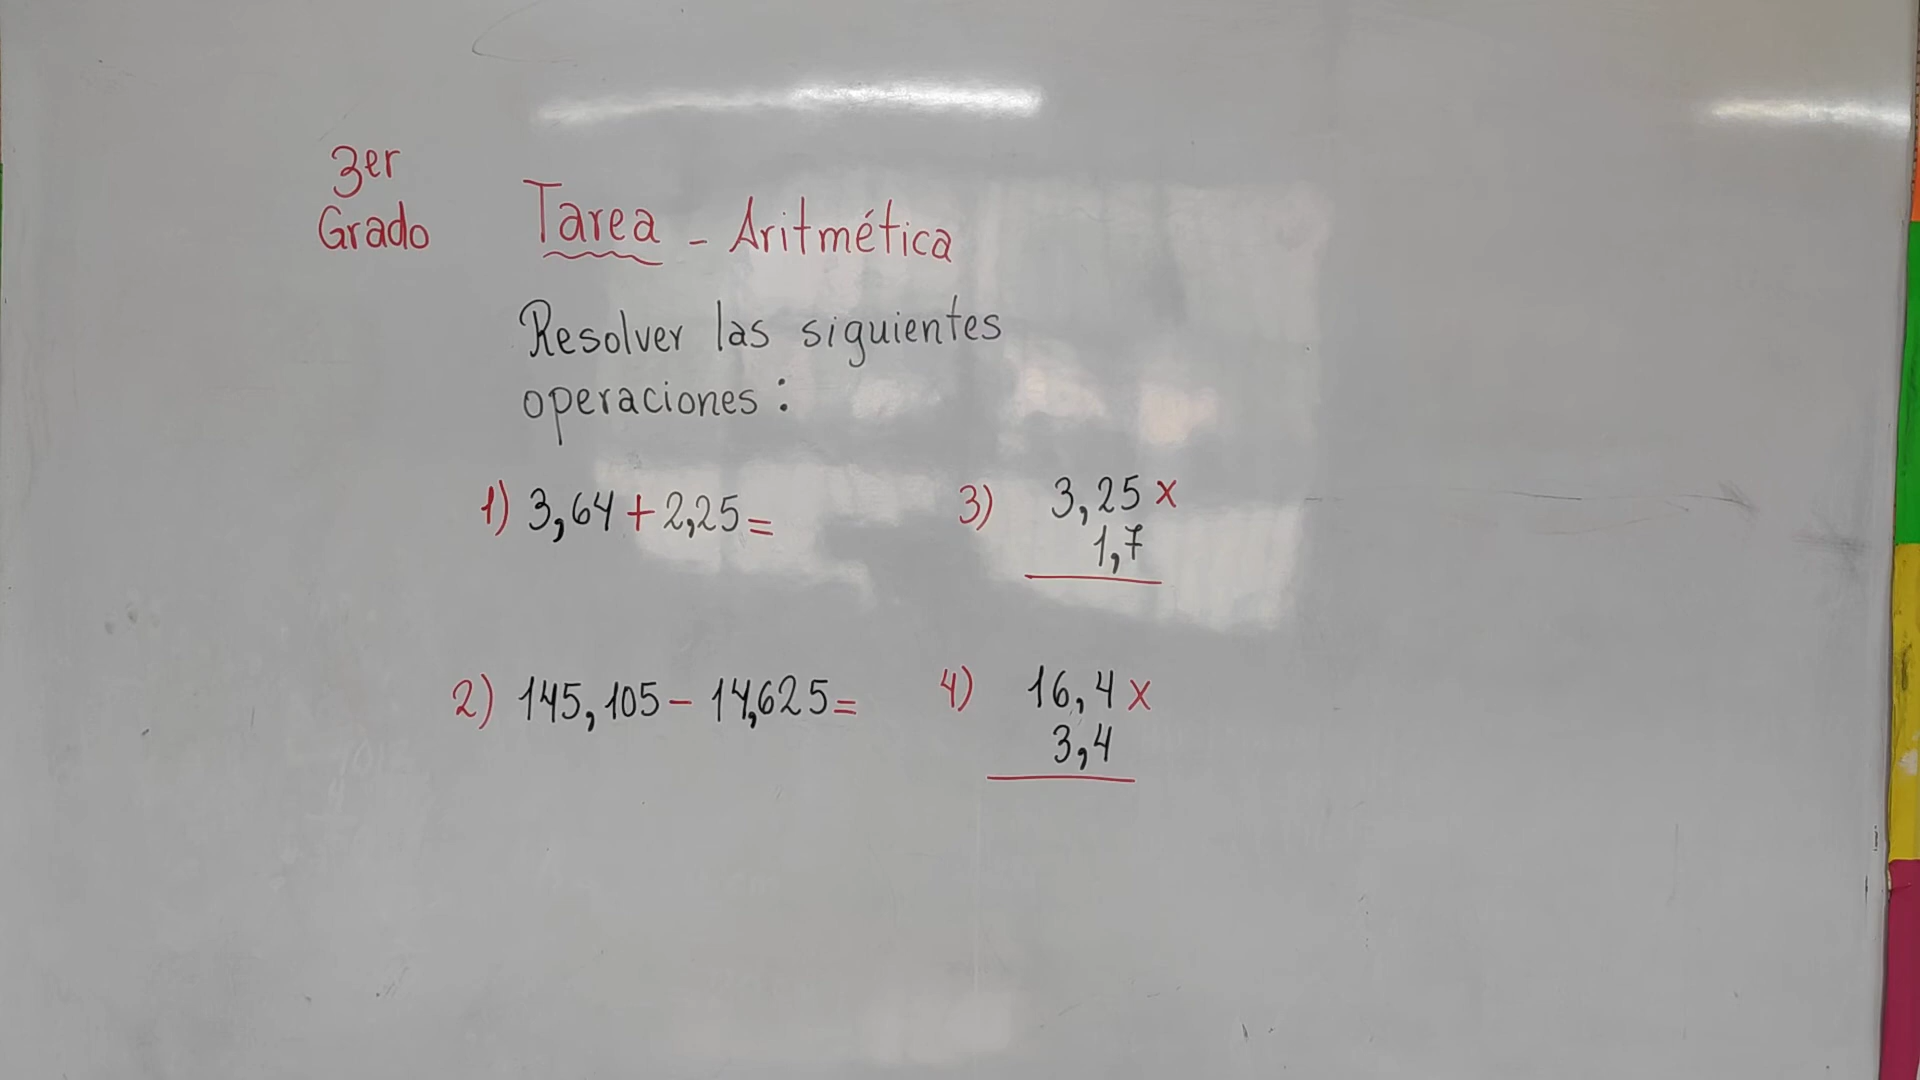 3er
Grado
Tarea - Aritmética
Resolver las siguientes
operaciones:
1) 3,64 + 2,25 =
2) 145,105 - 14,625 =
3) 3,25 x
1,7
4) 16,4 x
3,4